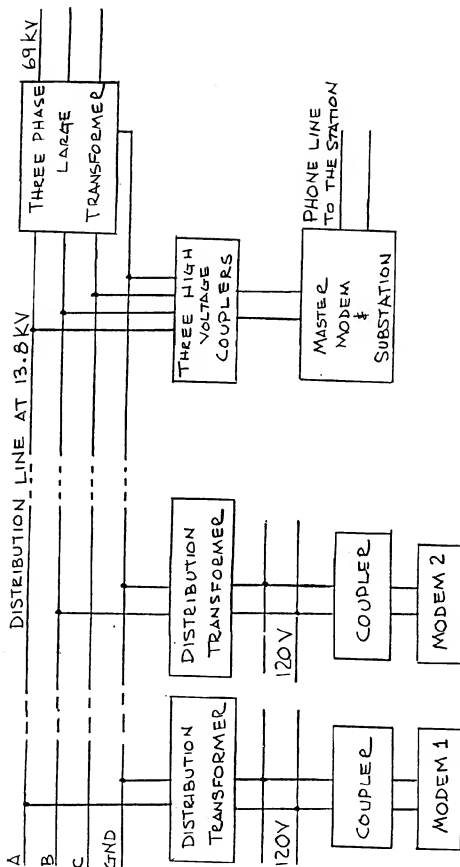 THREE PHASE
LARGE
TRANSFORMER
69KV
DISTRIBUTION LINE AT 13.8KV
A
B
C
GND
THREE HIGH
VOLTAGE
COUPLERS
MASTER
MODEM
&
SUBSTATION
PHONE LINE
TO THE STATION
DISTRIBUTION
TRANSFORMER
120V
COUPLER
MODEM 2
DISTRIBUTION
TRANSFORMER
120V
COUPLER
MODEM 1